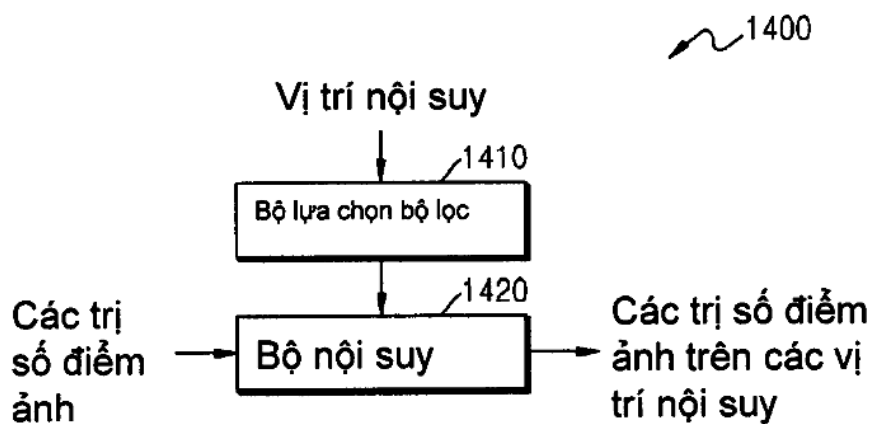 1400
Vị trí nội suy
1410
Bộ lựa chọn bộ lọc
1420
Các trị
số điểm
ảnh
Bộ nội suy
Các trị số điểm
ảnh trên các vị
trí nội suy